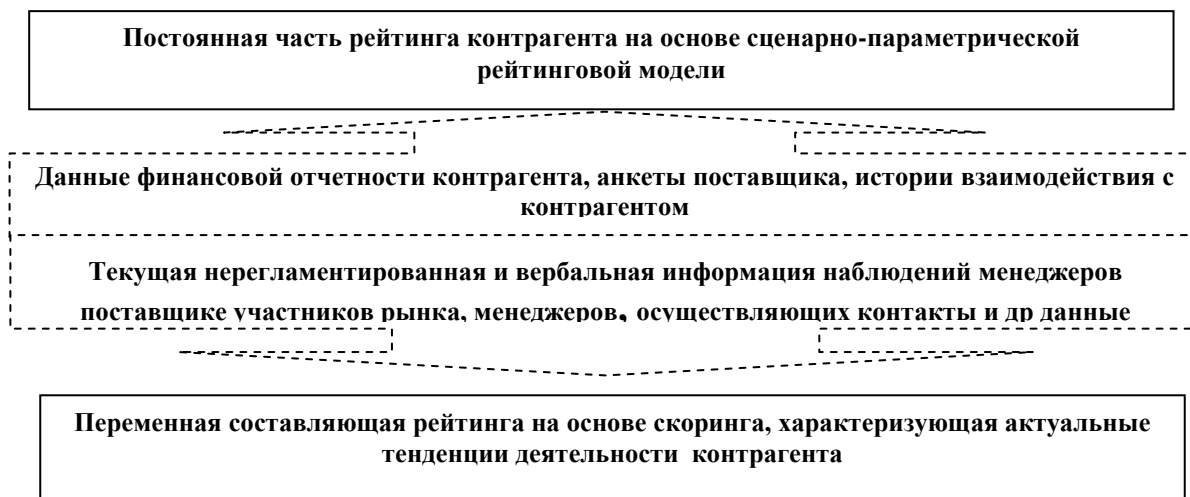 Постоянная часть рейтинга контрагента на основе сценарно-параметрической
рейтинговой модели
Данные финансовой отчетности контрагента, анкеты поставщика, истории взаимодействия с
контрагентом
Текущая нерегламентированная и вербальная информация наблюдений менеджеров
поставщике участников рынка, менеджеров, осуществляющих контакты и др данные
Переменная составляющая рейтинга на основе скоринга, характеризующая актуальные
тенденции деятельности контрагента